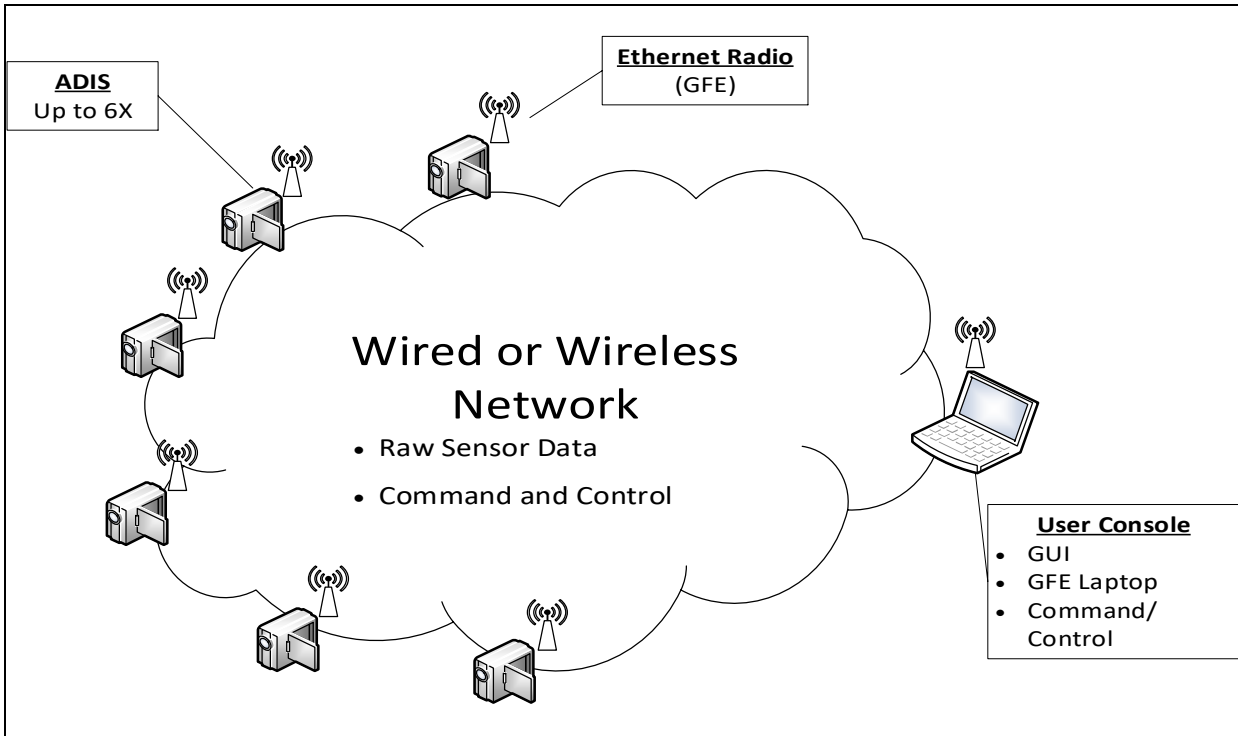 ADIS
Up to 6X
Ethernet Radio
(GFE)
Wired or Wireless
Network
• Raw Sensor Data
• Command and Control
User Console
• GUI
• GFE Laptop
• Command/
Control